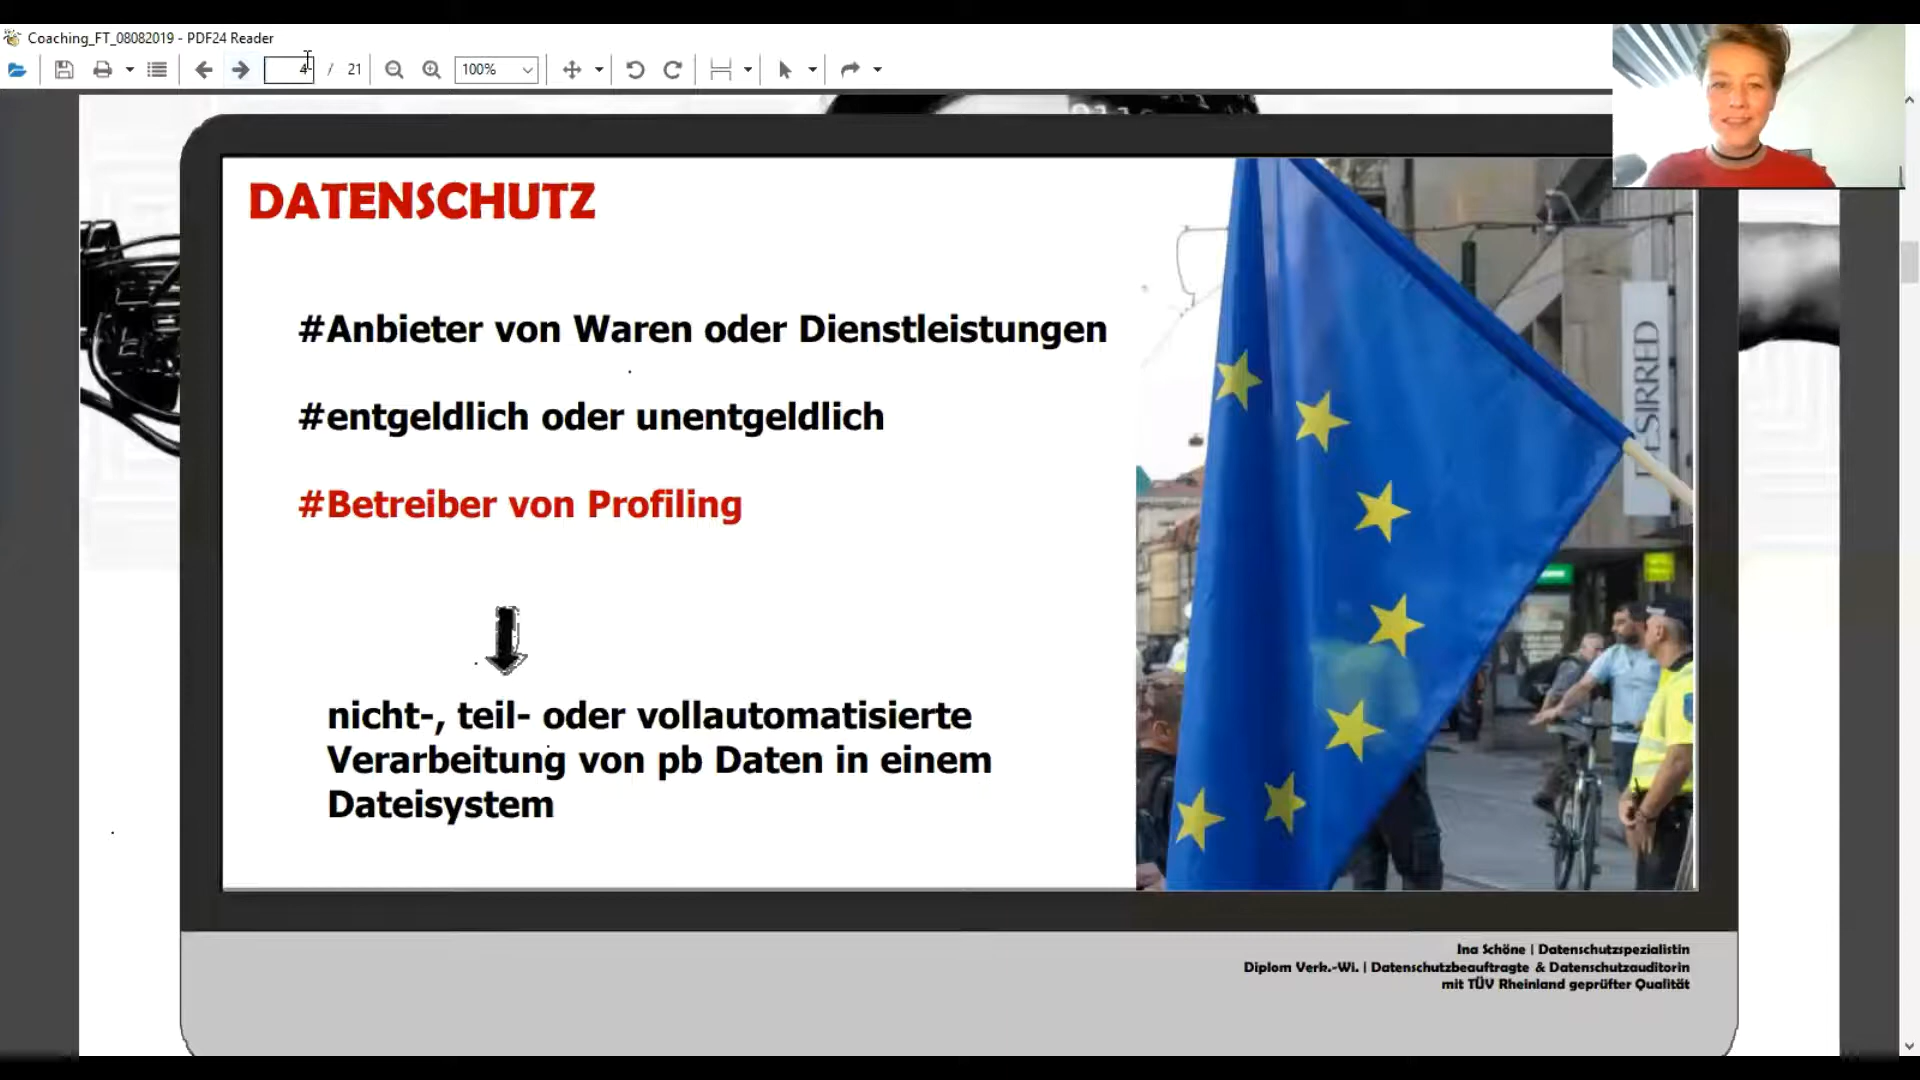 Coaching_FT_08082019 - PDF24 Reader
4 / 21
100%
DATENSCHUTZ
#Anbieter von Waren oder Dienstleistungen
#entgeldlich oder unentgeldlich
#Betreiber von Profiling
nicht-, teil- oder vollautomatisierte
Verarbeitung von pb Daten in einem
Dateisystem
Ina Schöne | Datenschutzspezialistin
Diplom Verk.-Wi. | Datenschutzbeauftragte & Datenschutzauditorin
mit TÜV Rheinland geprüfter Qualität